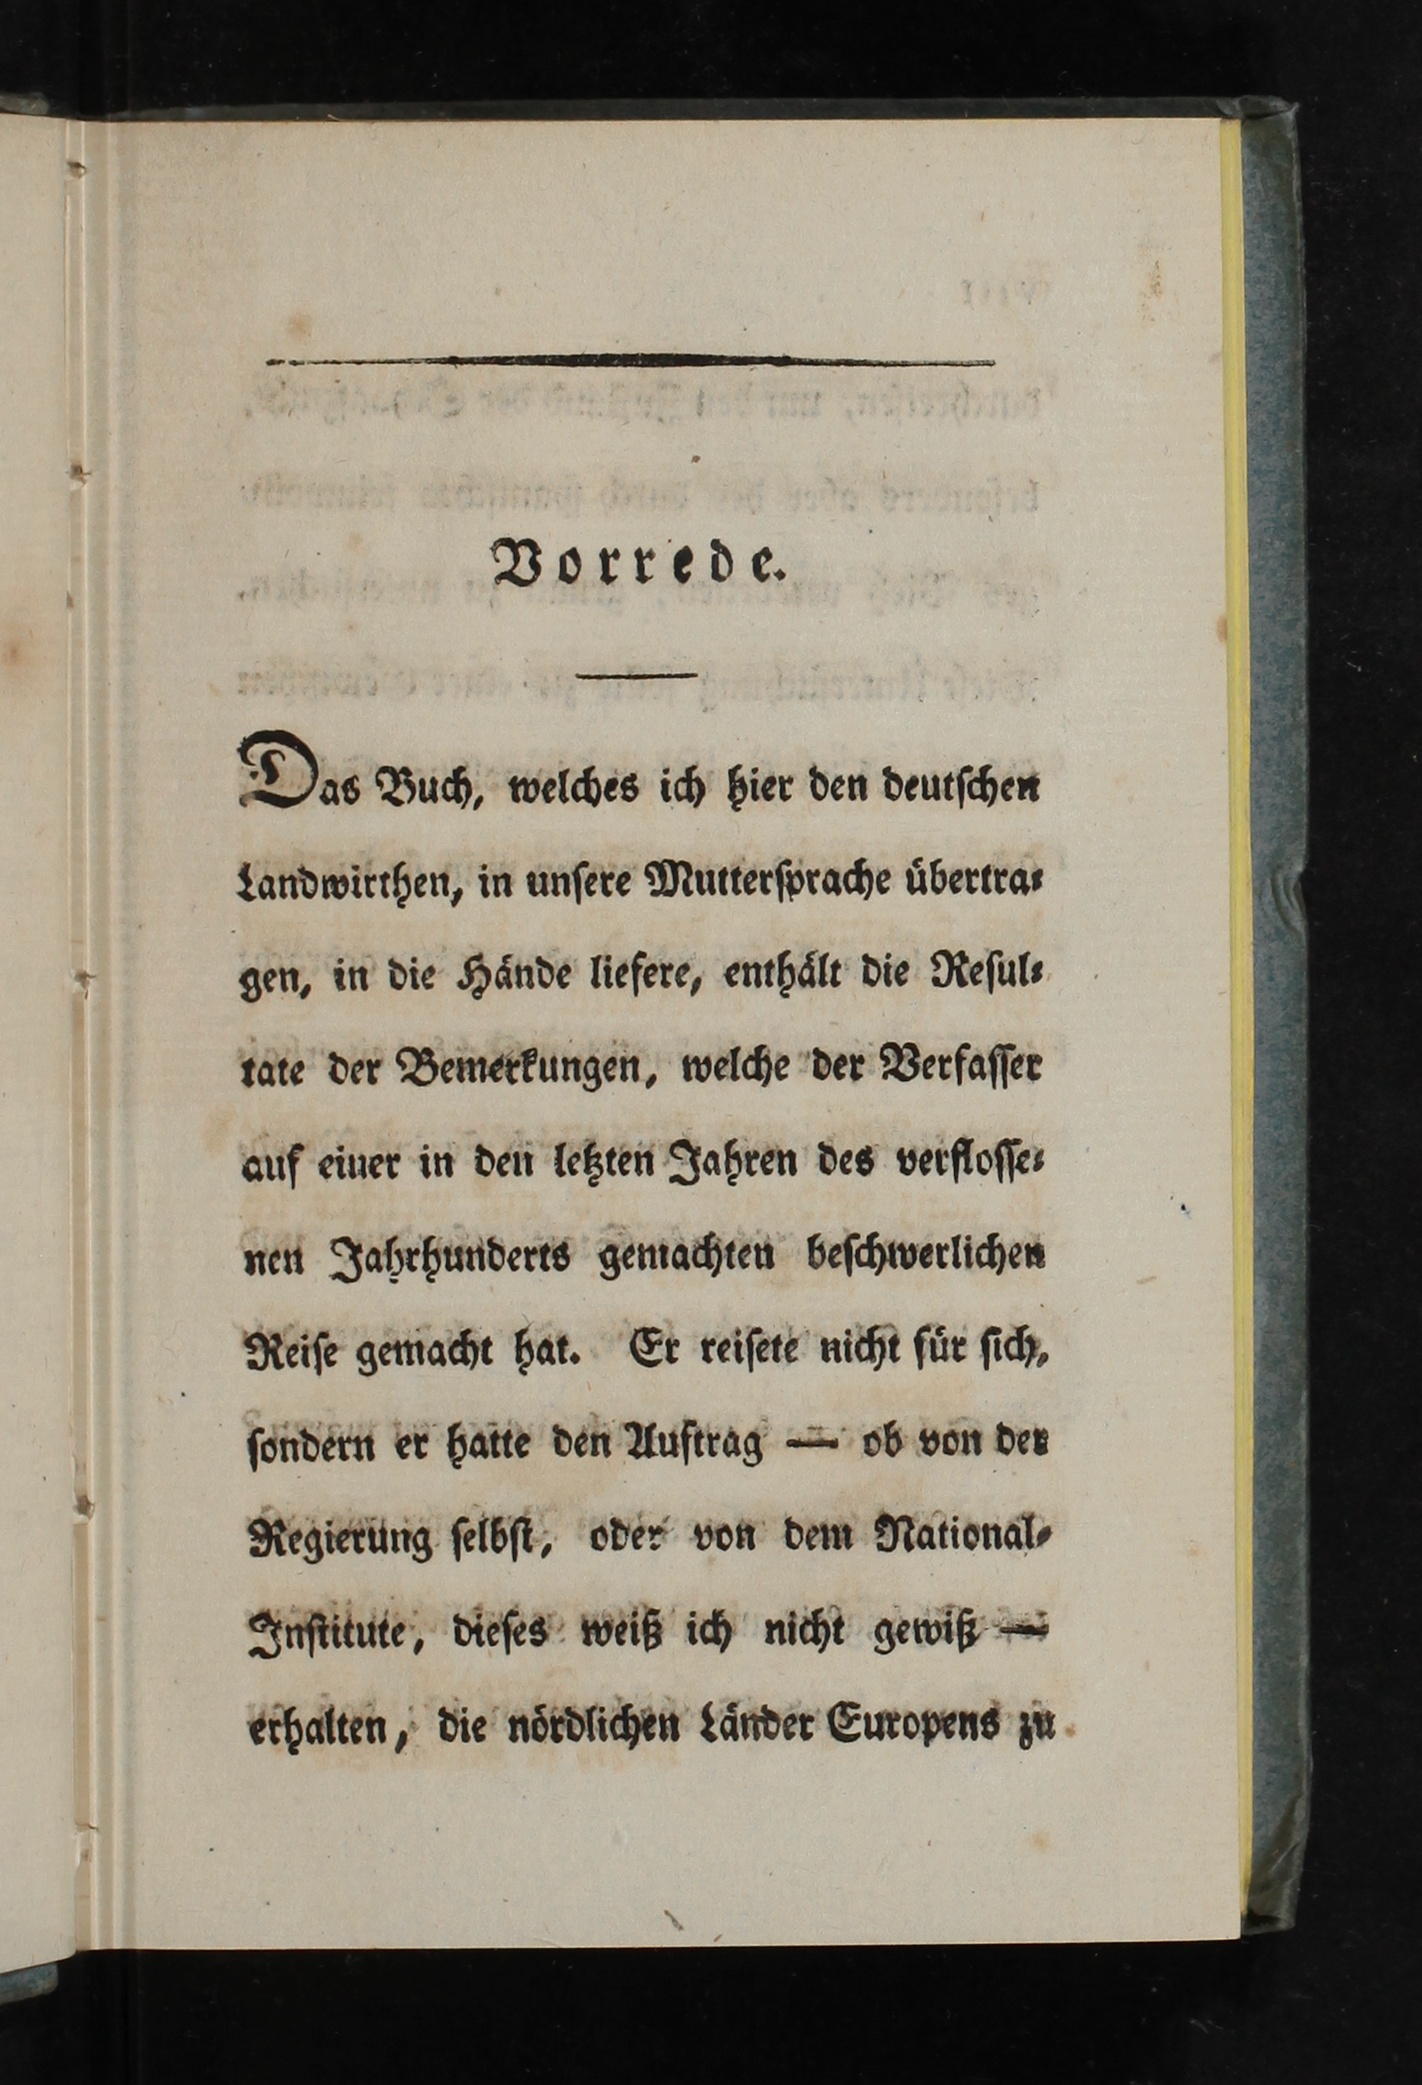 Vorrede.
Das Buch, welches ich hier den deutſchen
Landwirthen, in unſere Mutterſprache übertra⸗
gen, in die Hände liefere, enthält die Reſul⸗
tate der Bemerkungen, welche der Verfaſſer
auf einer in den letzten Jahren des verfloſſe⸗
nen Jahrhunderts gemachten beſchwerlichen
Reiſe gemacht hat. Er reiſete nicht für ſich,
ſondern er hatte den Auftrag — ob von der
Regierung ſelbſt, oder von dem National⸗
Inſtitute, dieſes weiß ich nicht gewiß —
erhalten, die nördlichen Länder Europens zu